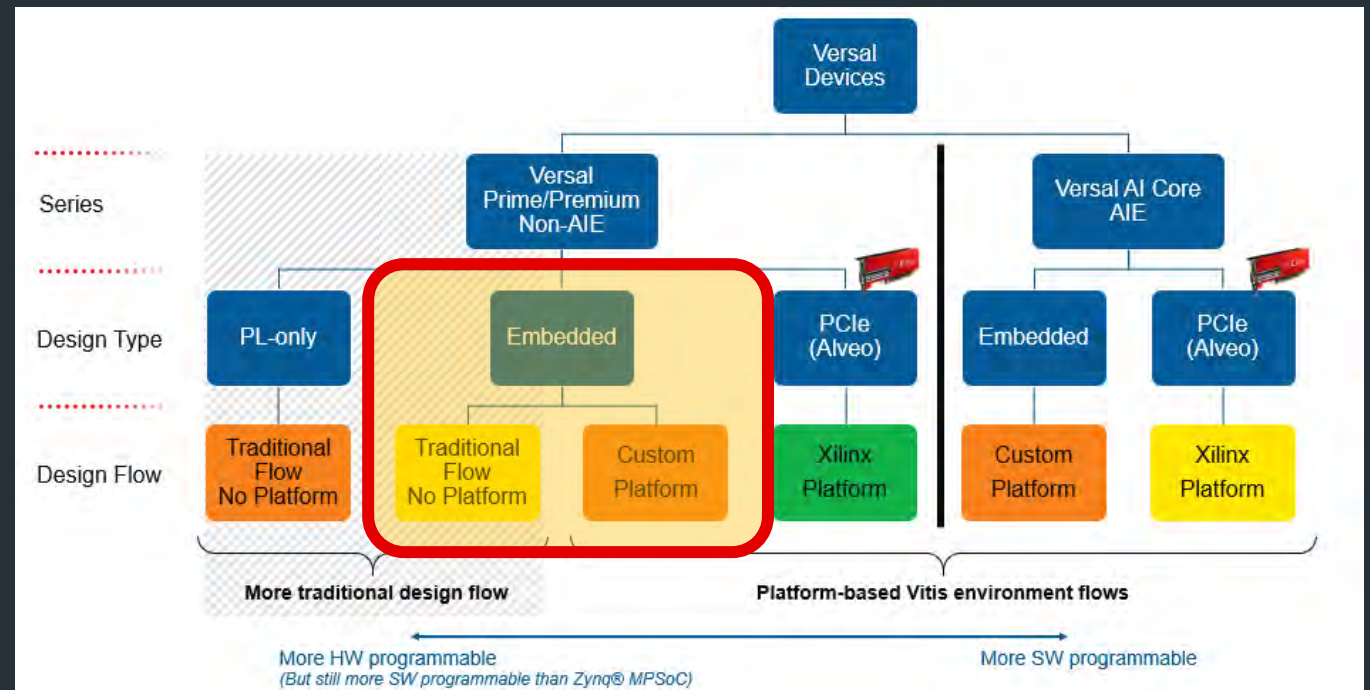 Versal
Devices
Series
Versal
Prime/Premium
Non-AIE
Versal AI Core
AIE
Design Type
PL-only
Embedded
PCIe
(Alveo)
Embedded
PCIe
(Alveo)
Design Flow
Traditional
Flow
No Platform
Traditional
Flow
No Platform
Custom
Platform
Xilinx
Platform
Custom
Platform
Xilinx
Platform
More traditional design flow
Platform-based Vitis environment flows
More HW programmable
(But still more SW programmable than Zynq® MPSoC)
More SW programmable